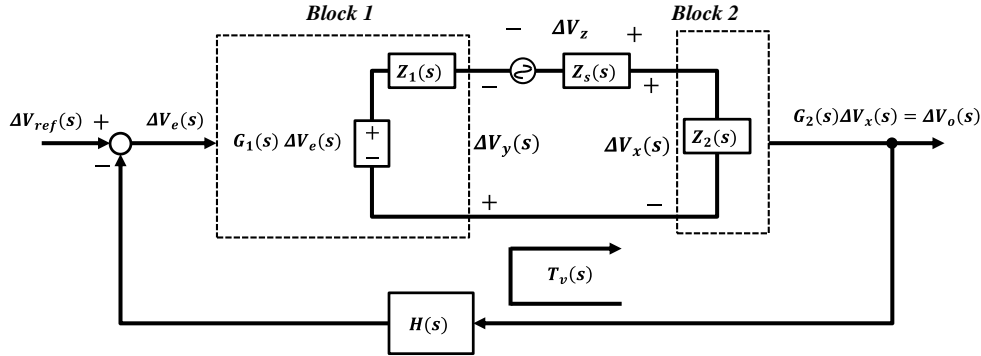 Block 1
Block 2
− ΔV_z +
Z_1(s)
Z_s(s)
ΔV_ref(s) +
ΔV_e(s)
−
+
G_1(s) ΔV_e(s)
+
−
ΔV_y(s)
ΔV_x(s)
Z_2(s)
G_2(s)ΔV_x(s) = ΔV_o(s)
−
+
−
T_v(s)
H(s)